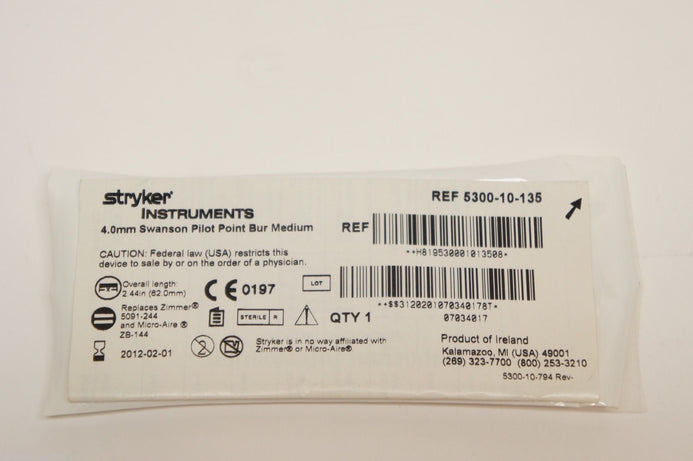 stryker®
INSTRUMENTS
REF 5300-10-135
4.0mm Swanson Pilot Point Bur Medium
REF
*+H819530001013508*
CAUTION: Federal law (USA) restricts this
device to sale by or on the order of a physician.
Overall length:
2.44in (62.0mm)
CE 0197
LOT
*+$$3120201070340178T*
07034017
Replaces Zimmer®
5091-244
and Micro-Aire®
ZB-144
STERILE R
QTY 1
2012-02-01
2
Stryker is in no way affiliated with
Zimmer® or Micro-Aire®
Product of Ireland
Kalamazoo, MI (USA) 49001
(269) 323-7700 (800) 253-3210
5300-10-794 Rev-